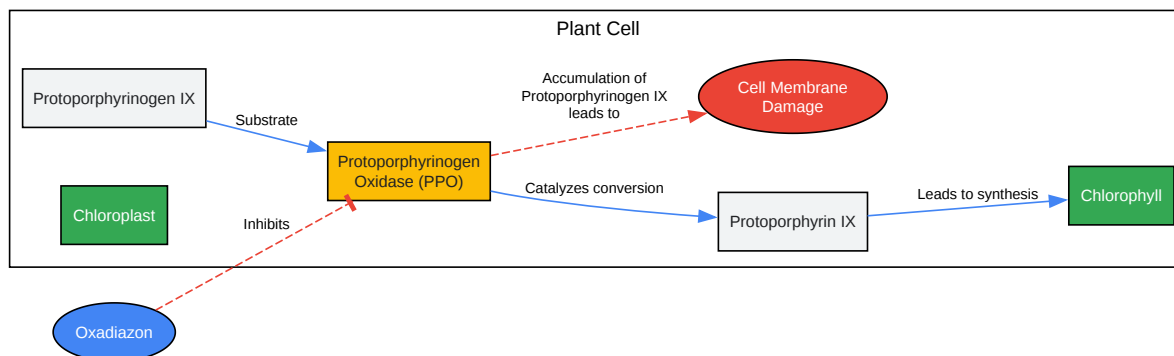 Plant Cell
Protoporphyrinogen IX
Substrate
Protoporphyrinogen
Oxidase (PPO)
Accumulation of
Protoporphyrinogen IX
leads to
Cell Membrane
Damage
Catalyzes conversion
Protoporphyrin IX
Leads to synthesis
Chlorophyll
Chloroplast
Inhibits
Oxadiazon